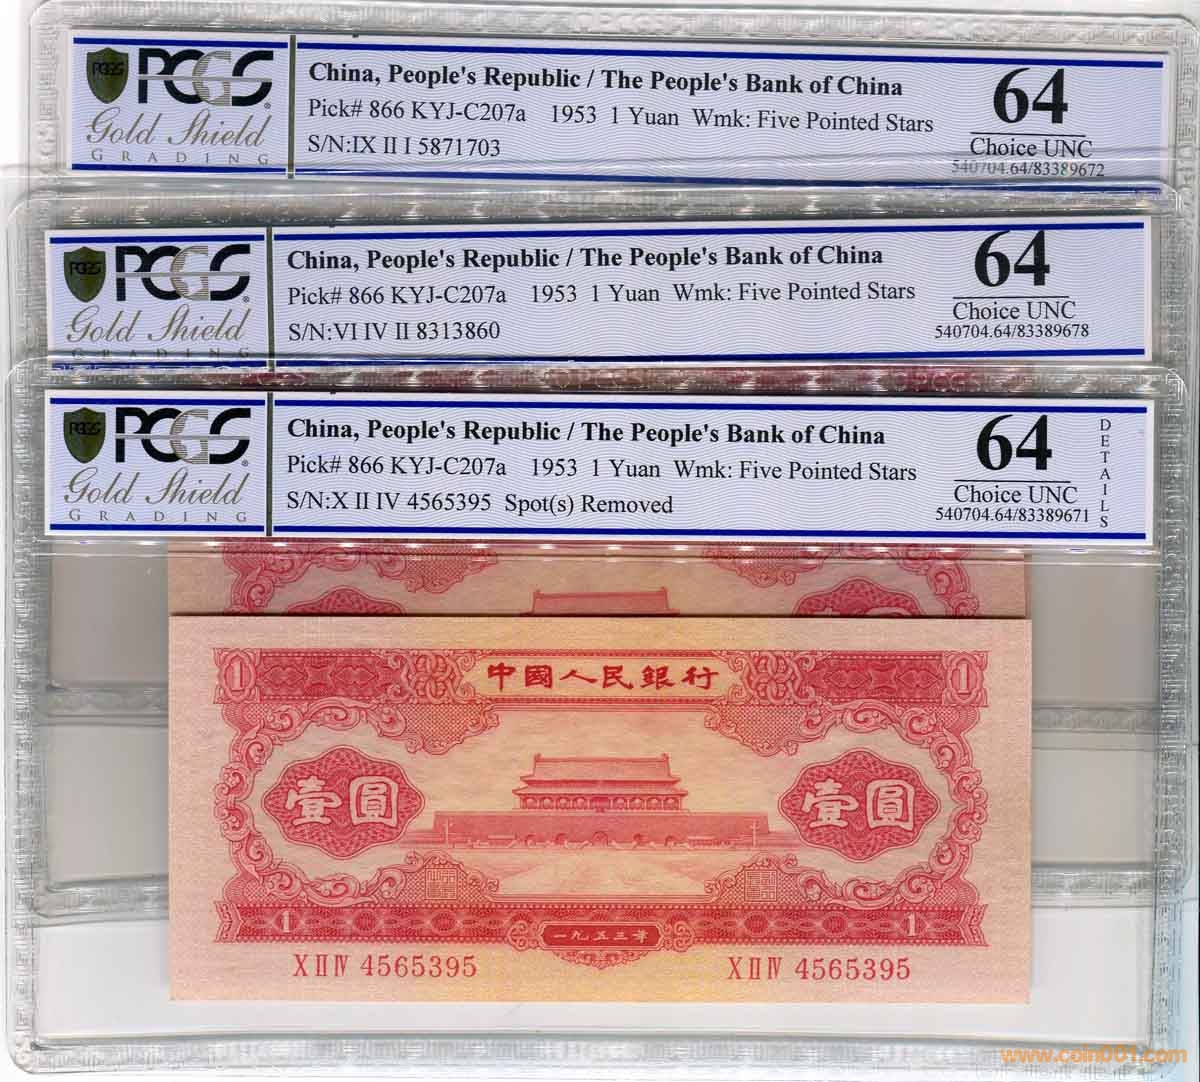 PCGS
PCGS
Gold Shield
GRADING
China, People's Republic / The People's Bank of China
Pick# 866 KYJ-C207a 1953 1 Yuan Wmk: Five Pointed Stars
S/N:IX II I 5871703
64
Choice UNC
540704.64/83389672
PCGS
PCGS
Gold Shield
GRADING
China, People's Republic / The People's Bank of China
Pick# 866 KYJ-C207a 1953 1 Yuan Wmk: Five Pointed Stars
S/N:VI IV II 8313860
64
Choice UNC
540704.64/83389678
PCGS
PCGS
PCGS
PCGS
Gold Shield
GRADING
China, People's Republic / The People's Bank of China
Pick# 866 KYJ-C207a 1953 1 Yuan Wmk: Five Pointed Stars
S/N:X II IV 4565395 Spot(s) Removed
64
Choice UNC
540704.64/83389671
DETAILS
1 中國人民銀行 1
壹圓 壹圓
1 一九五三年 1
X II IV 4565395 X II IV 4565395
www.coin001.com